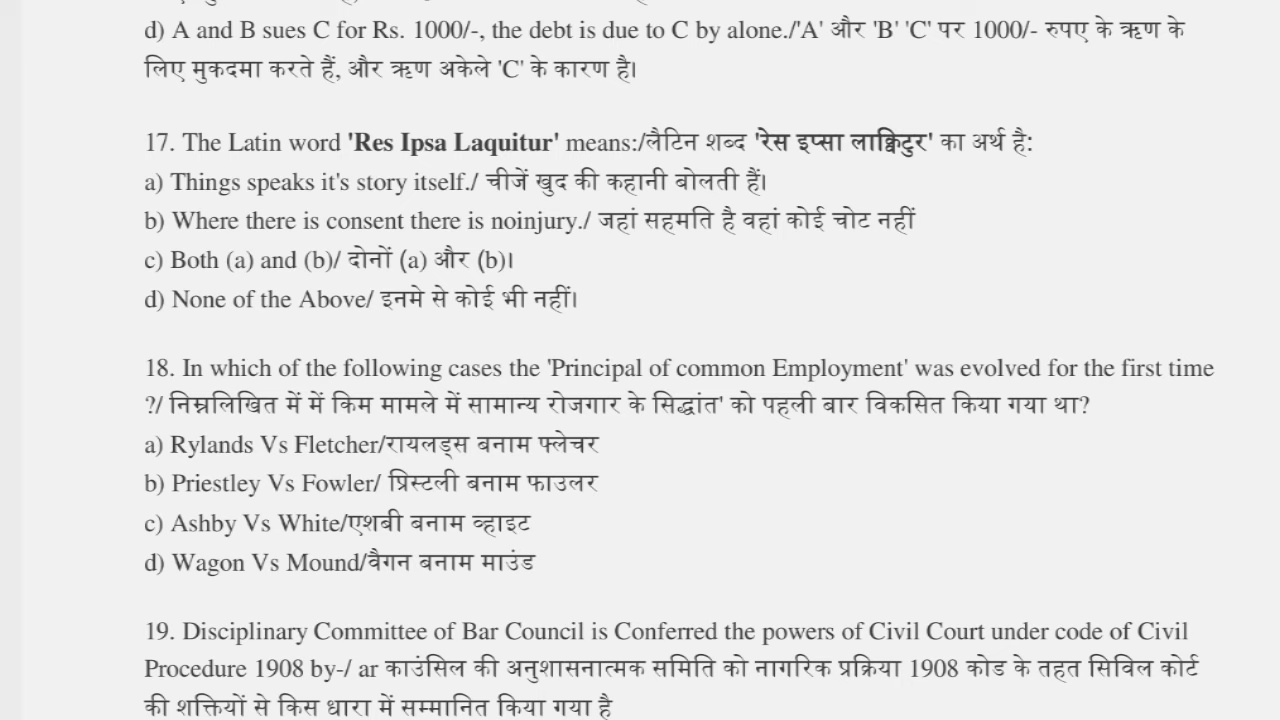 d) A and B sues C for Rs. 1000/-, the debt is due to C by alone./'A' और 'B' 'C' पर 1000/- रुपए के ऋण के
लिए मुकदमा करते हैं, और ऋण अकेले 'C' के कारण है।
17. The Latin word 'Res Ipsa Laquitur' means:/लैटिन शब्द 'रेस इप्सा लाक्विटुर' का अर्थ है:
a) Things speaks it's story itself./ चीजें खुद की कहानी बोलती हैं।
b) Where there is consent there is noinjury./ जहां सहमति है वहां कोई चोट नहीं
c) Both (a) and (b)/ दोनों (a) और (b)।
d) None of the Above/ इनमे से कोई भी नहीं।
18. In which of the following cases the 'Principal of common Employment' was evolved for the first time
?/ निम्नलिखित में में किम मामले में सामान्य रोजगार के सिद्धांत' को पहली बार विकसित किया गया था?
a) Rylands Vs Fletcher/रायलड्स बनाम फ्लेचर
b) Priestley Vs Fowler/ प्रिस्टली बनाम फाउलर
c) Ashby Vs White/एशबी बनाम व्हाइट
d) Wagon Vs Mound/वैगन बनाम माउंड
19. Disciplinary Committee of Bar Council is Conferred the powers of Civil Court under code of Civil
Procedure 1908 by-/ ar काउंसिल की अनुशासनात्मक समिति को नागरिक प्रक्रिया 1908 कोड के तहत सिविल कोर्ट
की शक्तियों से किस धारा में सम्मानित किया गया है